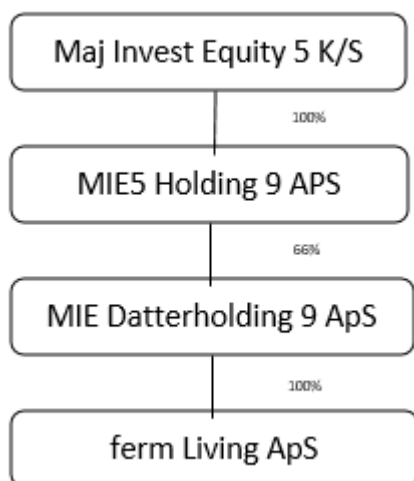 Maj Invest Equity 5 K/S
100%
MIE5 Holding 9 APS
66%
MIE Datterholding 9 ApS
100%
ferm Living ApS